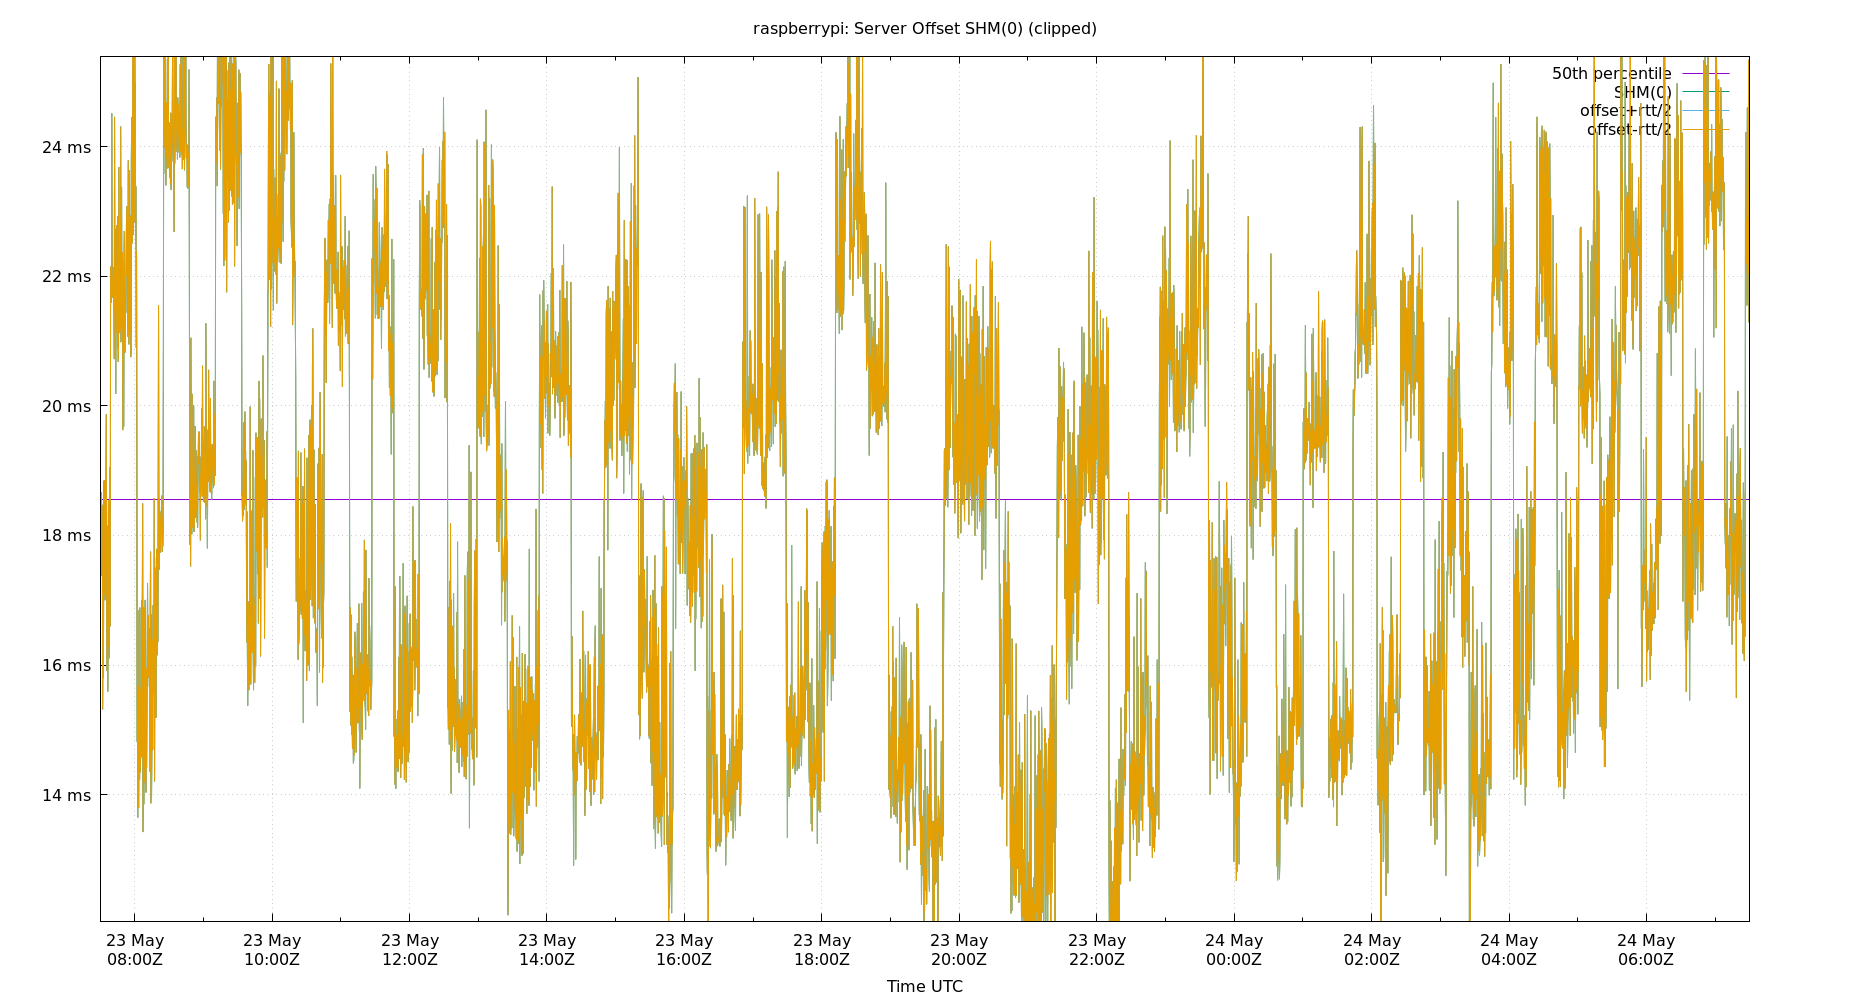 raspberrypi: Server Offset SHM(0) (clipped)
50th percentile
SHM(0)
offset+rtt/2
offset-rtt/2
24 ms
22 ms
20 ms
18 ms
16 ms
14 ms
23 May 23 May 23 May 23 May 23 May 23 May 23 May 23 May 24 May 24 May 24 May 24 May
08:00Z 10:00Z 12:00Z 14:00Z 16:00Z 18:00Z 20:00Z 22:00Z 00:00Z 02:00Z 04:00Z 06:00Z
Time UTC